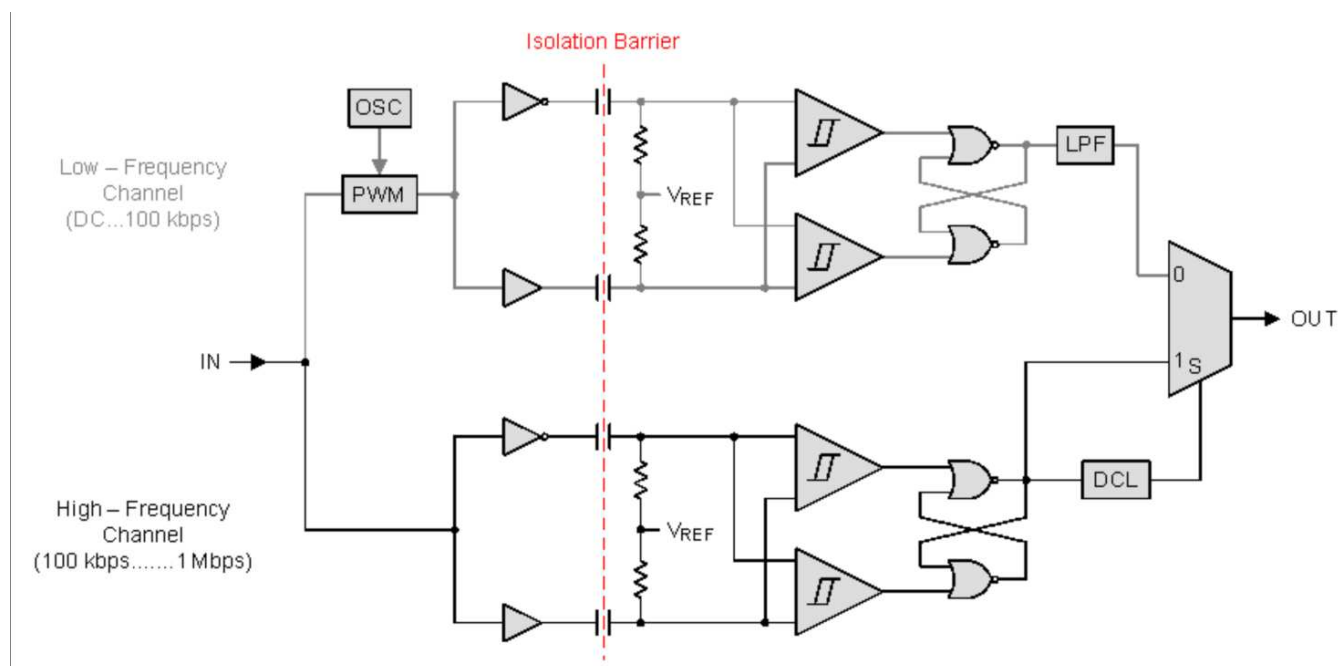 Isolation Barrier
OSC
Low – Frequency
Channel
(DC...100 kbps)
PWM
VREF
LPF
0
OUT
IN
1
S
High – Frequency
Channel
(100 kbps.......1 Mbps)
VREF
DCL